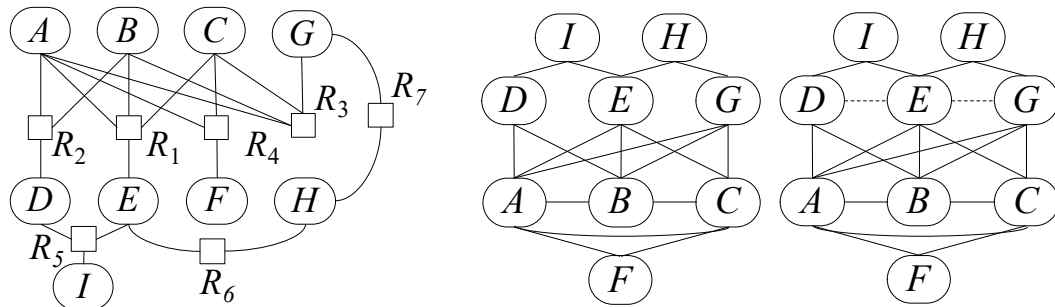 A B C G
R₃ R₇
R₂ R₁ R₄
D E F H
R₅ R₆
I
I H
D E G
A B C
F
I H
D E G
A B C
F